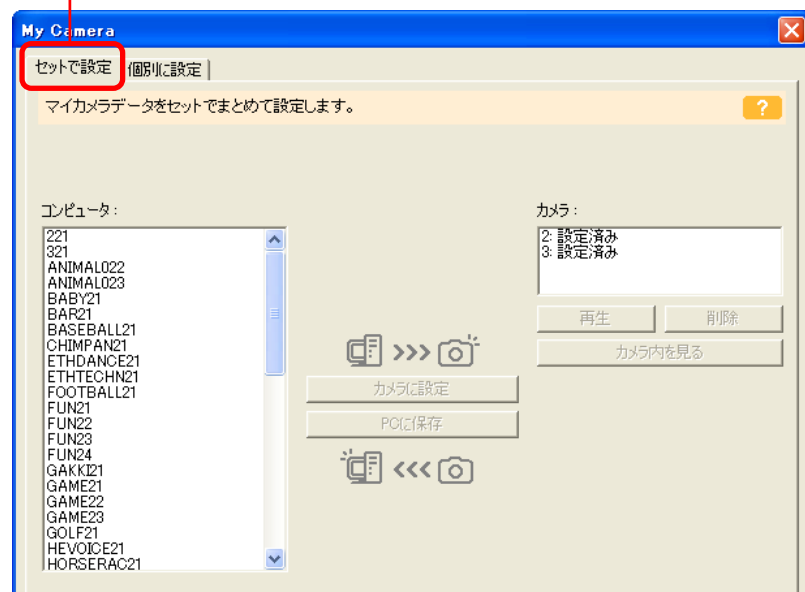 My Camera
セットで設定
個別に設定
マイカメラデータをセットでまとめて設定します。
?
コンピュータ:
221
321
ANIMAL022
ANIMAL023
BABY21
BAR21
BASEBALL21
CHIMPAN21
ETHDANCE21
ETHTECHN21
FOOTBALL21
FUN21
FUN22
FUN23
FUN24
GAKKI21
GAME21
GAME22
GAME23
GOLF21
HEVOICE21
HORSERAC21
>>>
カメラに設定
PCに保存
<<<
カメラ:
2: 設定済み
3: 設定済み
再生
削除
カメラ内を見る